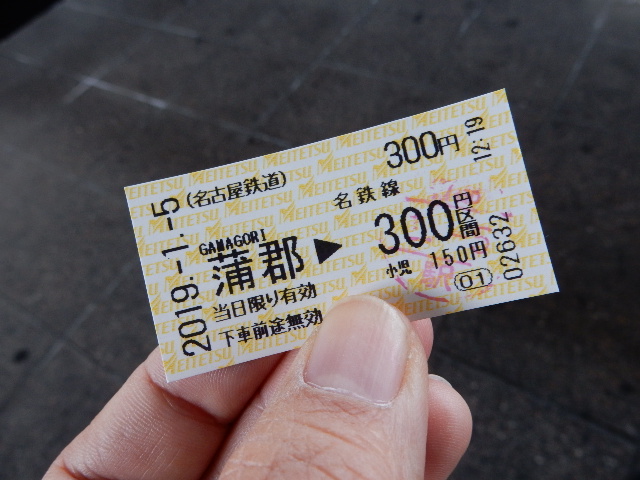 2019.-1.-5
(名古屋鉄道)
300円
12:19
名鉄線
GAMAGORI
蒲郡▶
300円区間
小児 150円
当日限り有効
下車前途無効
(01)
02632
MEITETSU